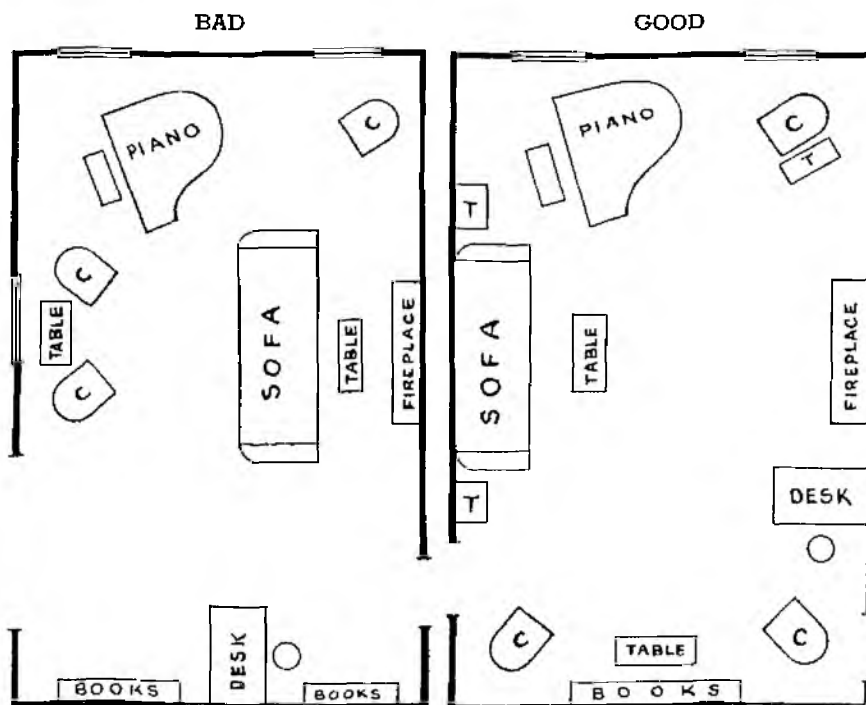 BAD
PIANO
C
C
TABLE
C
SOFA
TABLE
FIREPLACE
DESK
BOOKS
BOOKS
GOOD
PIANO
C
T
T
SOFA
TABLE
FIREPLACE
T
DESK
C
TABLE
C
BOOKS